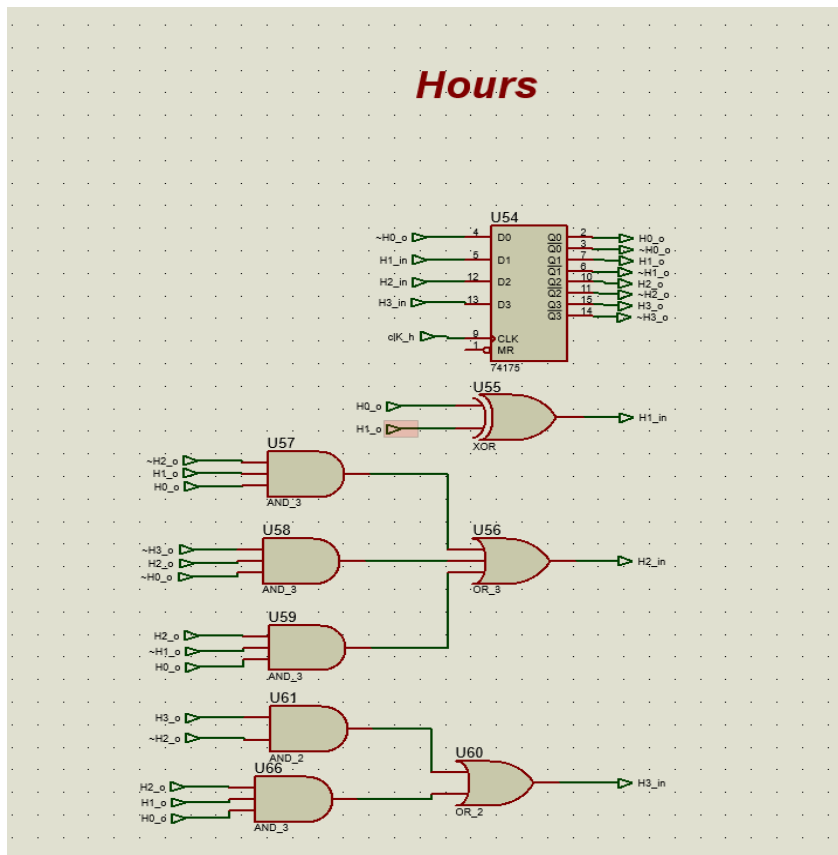 Hours
U54
~H0_o 4 D0 Q0 2 H0_o
Q0 3 ~H0_o
H1_in 5 D1 Q1 7 H1_o
Q1 6 ~H1_o
H2_in 12 D2 Q2 10 H2_o
Q2 11 ~H2_o
H3_in 13 D3 Q3 15 H3_o
Q3 14 ~H3_o
clK_h 9 CLK
1 MR
74175
U55
H0_o
H1_o
H1_in
XOR
U57
~H2_o
H1_o
H0_o
AND_3
U58
~H3_o
H2_o
~H0_o
AND_3
U56
H2_in
OR_3
U59
H2_o
~H1_o
H0_o
AND_3
U61
H3_o
~H2_o
AND_2
U66
H2_o
H1_o
H0_o
AND_3
U60
H3_in
OR_2